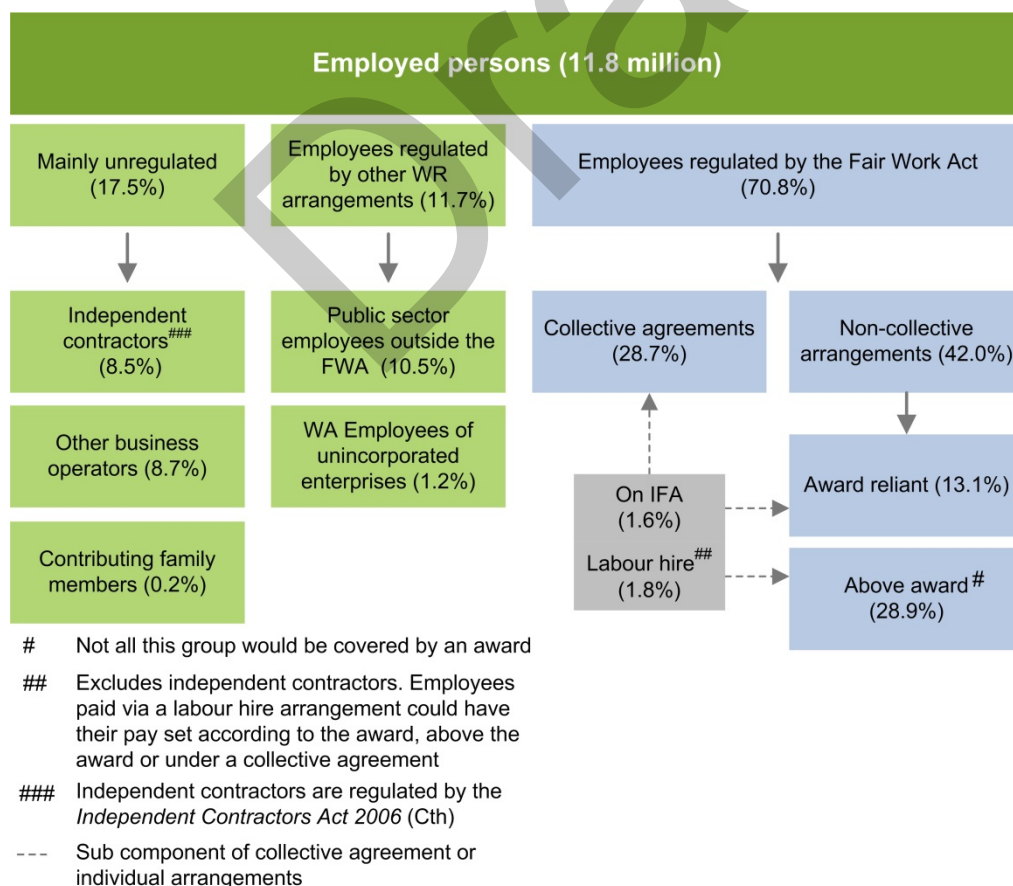 Dra
Employed persons (11.8 million)
Mainly unregulated
(17.5%)
Employees regulated
by other WR
arrangements (11.7%)
Employees regulated by the Fair Work Act
(70.8%)
Independent
contractors###
(8.5%)
Public sector
employees outside the
FWA (10.5%)
Collective agreements
(28.7%)
Non-collective
arrangements (42.0%)
Other business
operators (8.7%)
WA Employees of
unincorporated
enterprises (1.2%)
On IFA
(1.6%)
Labour hire##
(1.8%)
Award reliant (13.1%)
Contributing family
members (0.2%)
Above award#
(28.9%)
# Not all this group would be covered by an award
## Excludes independent contractors. Employees
paid via a labour hire arrangement could have
their pay set according to the award, above the
award or under a collective agreement
### Independent contractors are regulated by the
Independent Contractors Act 2006 (Cth)
--- Sub component of collective agreement or
individual arrangements